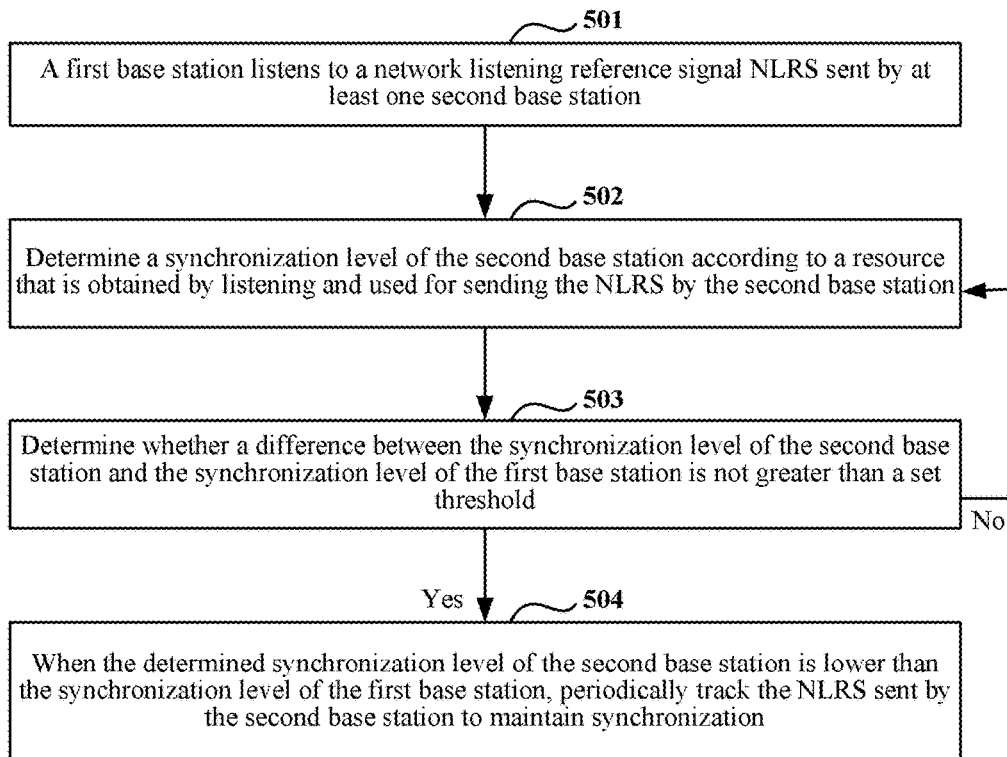 501
A first base station listens to a network listening reference signal NLRS sent by at
least one second base station
502
Determine a synchronization level of the second base station according to a resource
that is obtained by listening and used for sending the NLRS by the second base station
503
Determine whether a difference between the synchronization level of the second base
station and the synchronization level of the first base station is not greater than a set
threshold
No
Yes
504
When the determined synchronization level of the second base station is lower than
the synchronization level of the first base station, periodically track the NLRS sent by
the second base station to maintain synchronization